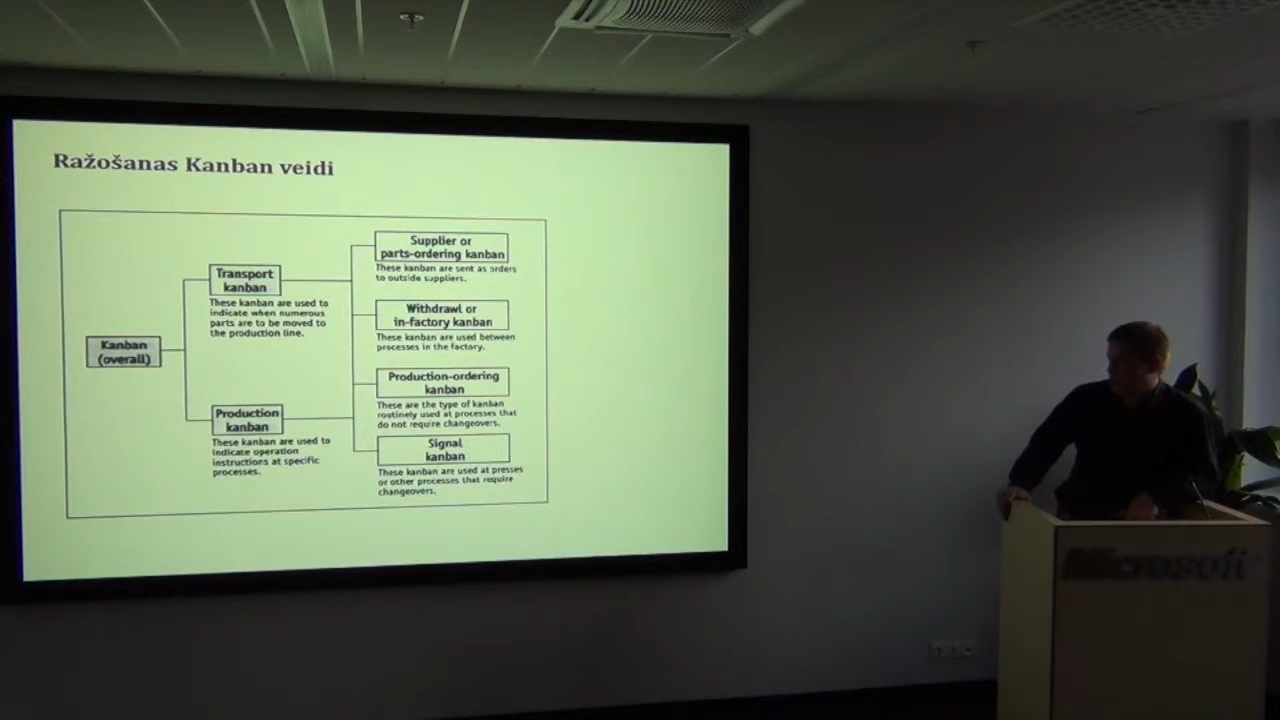 Ražošanas Kanban veidi
Kanban
(overall)
Transport
kanban
These kanban are used to
indicate when numerous
parts are to be moved to
the production line.
Production
kanban
These kanban are used to
indicate operation
instructions at specific
processes.
Supplier or
parts-ordering kanban
These kanban are sent as orders
to outside suppliers.
Withdrawl or
in-factory kanban
These kanban are used between
processes in the factory.
Production-ordering
kanban
These are the type of kanban
routinely used at processes that
do not require changeovers.
Signal
kanban
These kanban are used at presses
or other processes that require
changeovers.
Microsoft